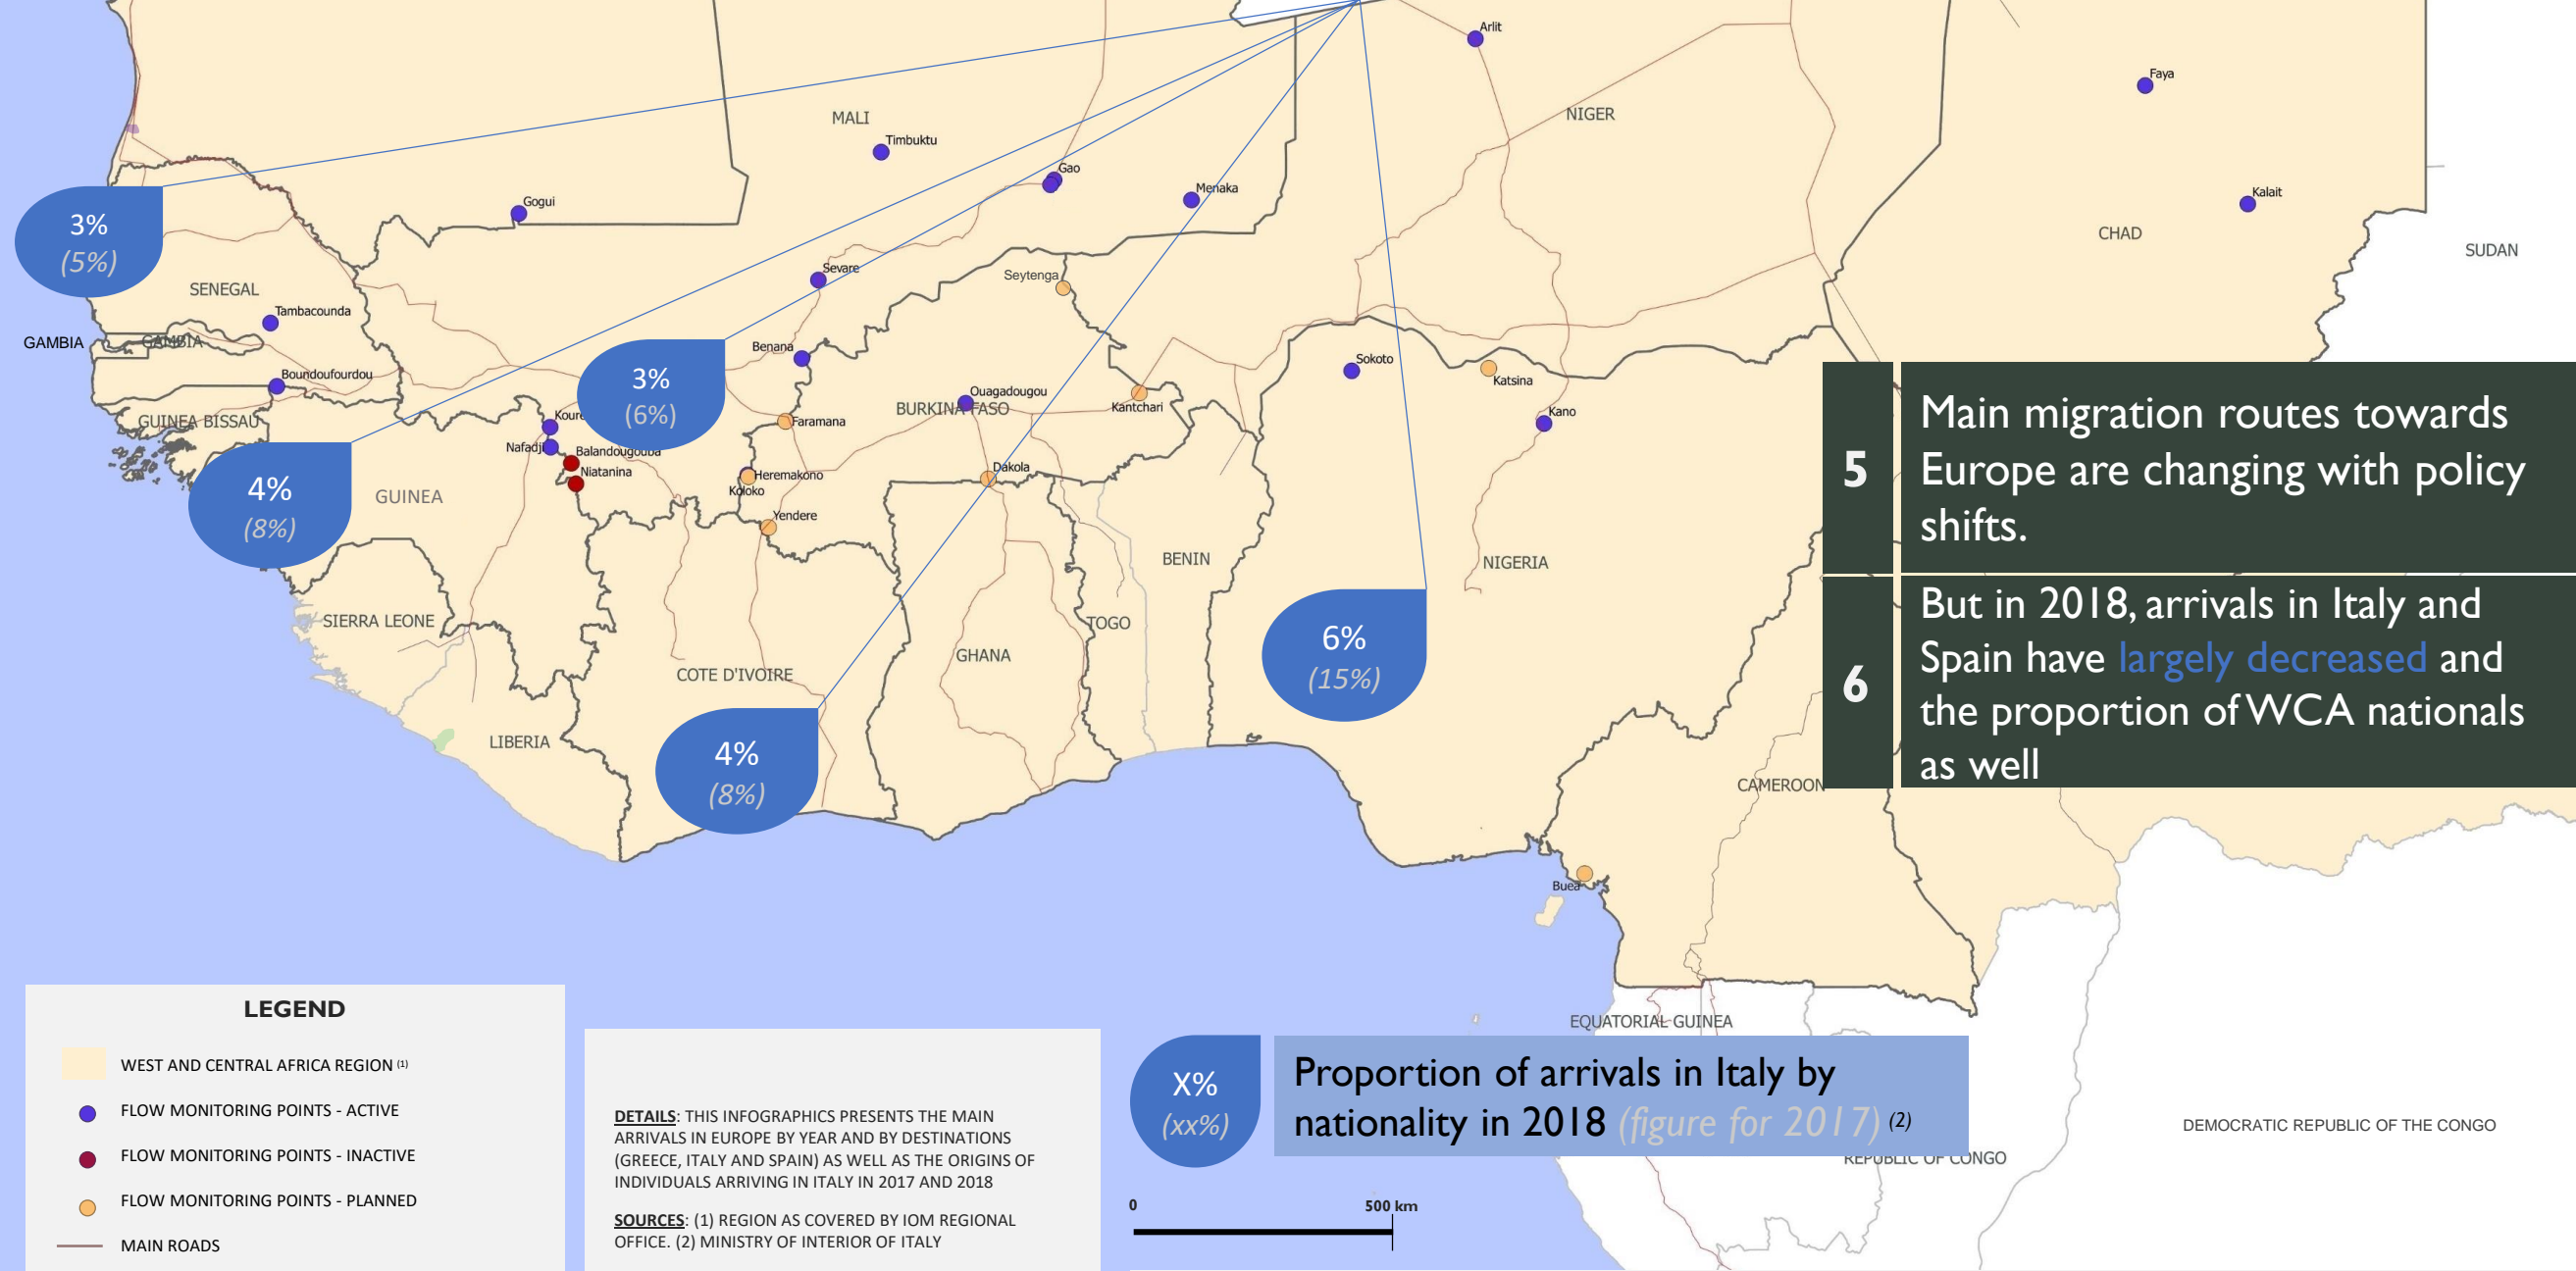 Arlit
Faya
MALI
NIGER
Timbuktu
Gao
Menaka
Kalait
Gogui
3%
(5%)
CHAD
SUDAN
Sevare
Seytenga
SENEGAL
Tambacounda
GAMBIA
GAMBIA
Benana
Sokoto
Katsina
Boundoufourdou
3%
(6%)
Ouagadougou
BURKINA FASO
Kantchari
Kano
GUINEA BISSAU
Faramana
Nafadji
Balandougouba
Niatanina
Heremakono
Koloko
Dakola
4%
(8%)
GUINEA
Yendere
5
Main migration routes towards
Europe are changing with policy
shifts.
BENIN
NIGERIA
SIERRA LEONE
TOGO
GHANA
6%
(15%)
COTE D'IVOIRE
6
But in 2018, arrivals in Italy and
Spain have largely decreased and
the proportion of WCA nationals
as well
LIBERIA
4%
(8%)
CAMEROON
Buea
LEGEND
WEST AND CENTRAL AFRICA REGION (1)
FLOW MONITORING POINTS - ACTIVE
FLOW MONITORING POINTS - INACTIVE
FLOW MONITORING POINTS - PLANNED
MAIN ROADS
DETAILS: THIS INFOGRAPHICS PRESENTS THE MAIN
ARRIVALS IN EUROPE BY YEAR AND BY DESTINATIONS
(GREECE, ITALY AND SPAIN) AS WELL AS THE ORIGINS OF
INDIVIDUALS ARRIVING IN ITALY IN 2017 AND 2018
SOURCES: (1) REGION AS COVERED BY IOM REGIONAL
OFFICE. (2) MINISTRY OF INTERIOR OF ITALY
EQUATORIAL GUINEA
X%
(xx%)
Proportion of arrivals in Italy by
nationality in 2018 (figure for 2017) (2)
REPUBLIC OF CONGO
DEMOCRATIC REPUBLIC OF THE CONGO
0
500 km